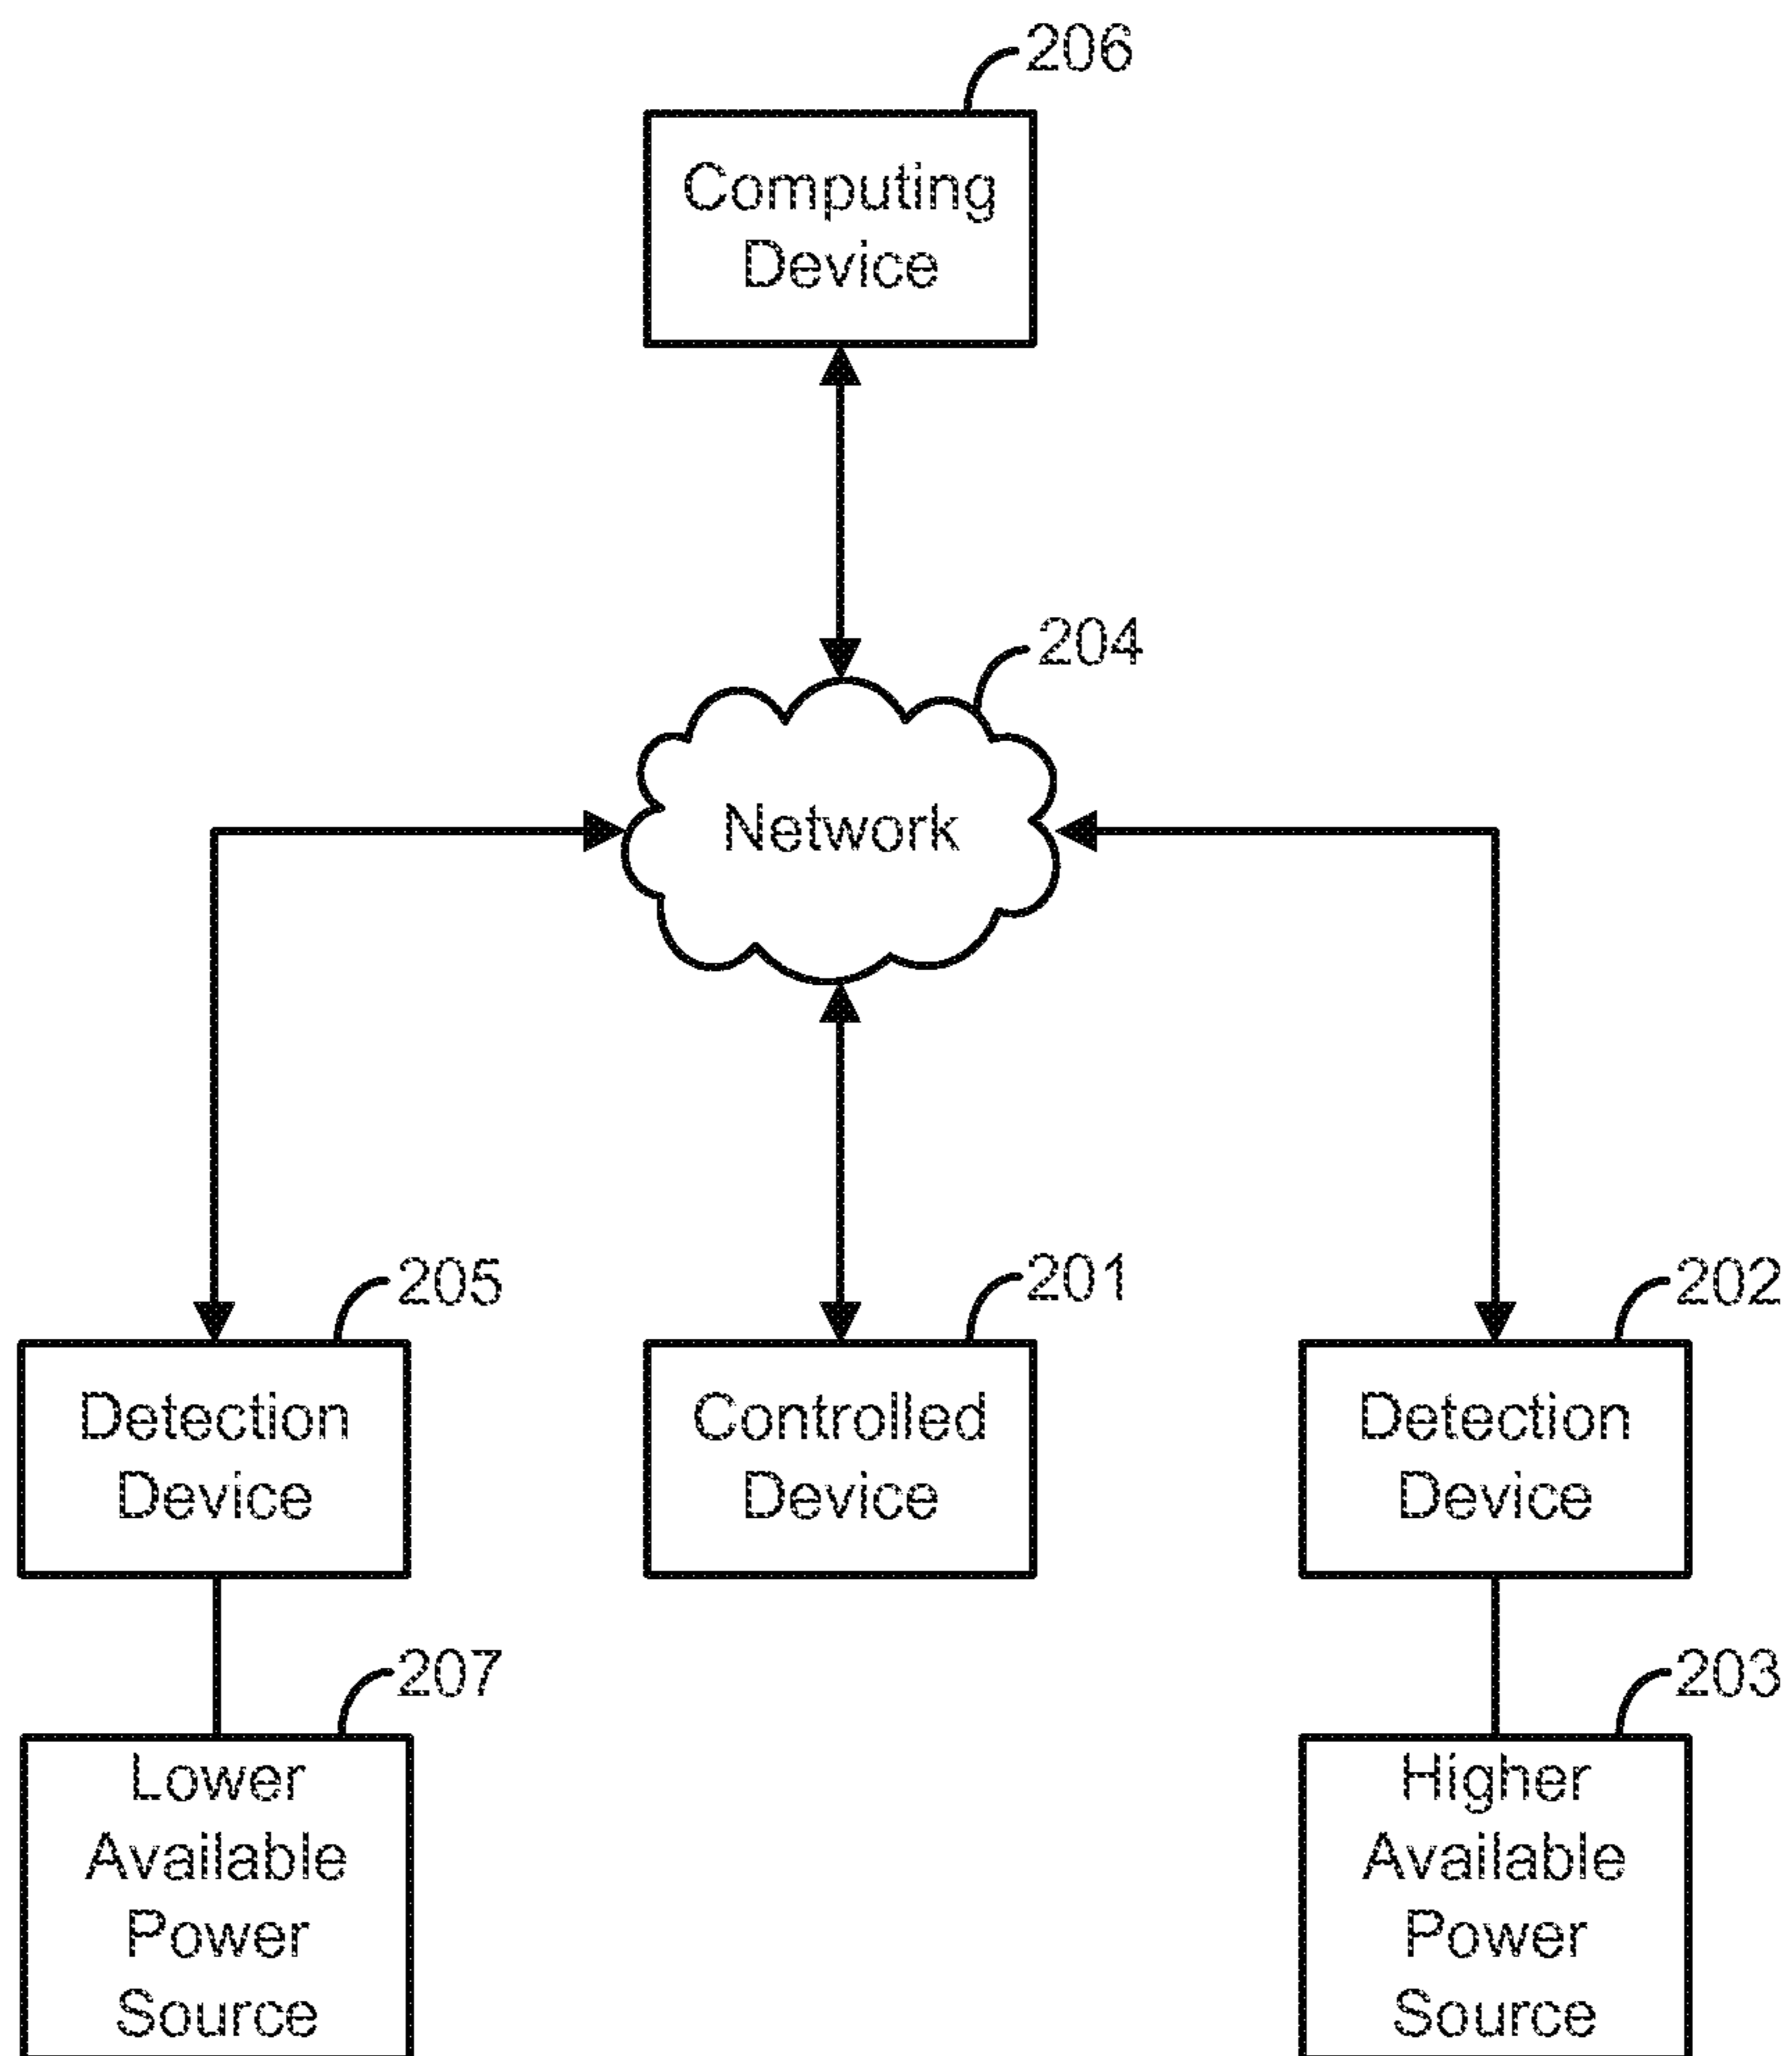 206
Computing
Device
204
Network
205
201
202
Detection
Device
Controlled
Device
Detection
Device
207
203
Lower
Available
Power
Source
Higher
Available
Power
Source